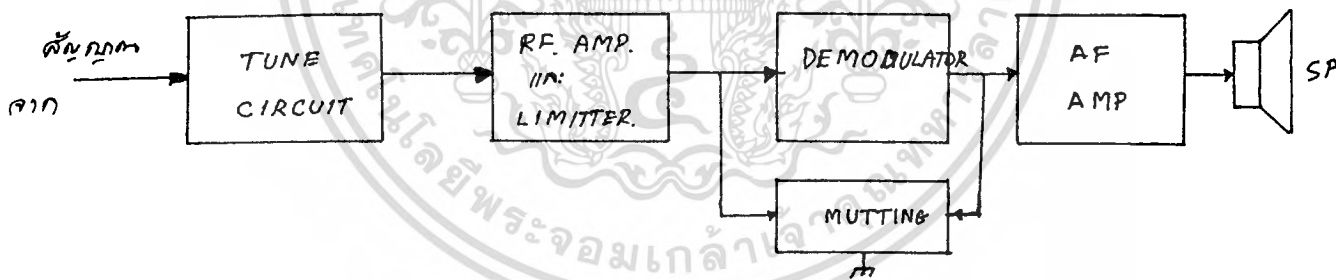 สัญญาณ
จาก
TUNE
CIRCUIT
RF. AMP.
และ
LIMITTER.
DEMODULATOR
AF
AMP
SP
MUTTING